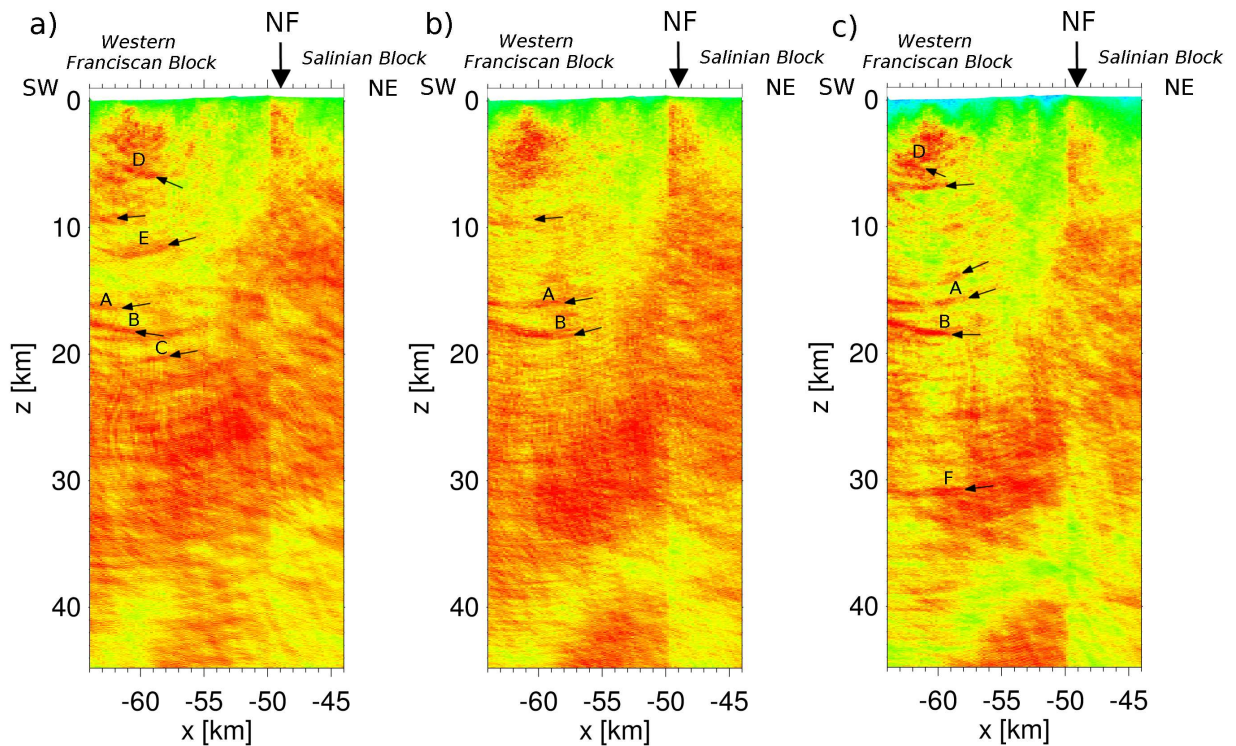 a)
NF
Western
Franciscan Block
Salinian Block
SW
NE
0
10
20
30
40
z [km]
D
E
A
B
C
-60
-55
-50
-45
x [km]
b)
NF
Western
Franciscan Block
Salinian Block
SW
NE
0
10
20
30
40
z [km]
A
B
-60
-55
-50
-45
x [km]
c)
NF
Western
Franciscan Block
Salinian Block
SW
NE
0
10
20
30
40
z [km]
D
A
B
F
-60
-55
-50
-45
x [km]